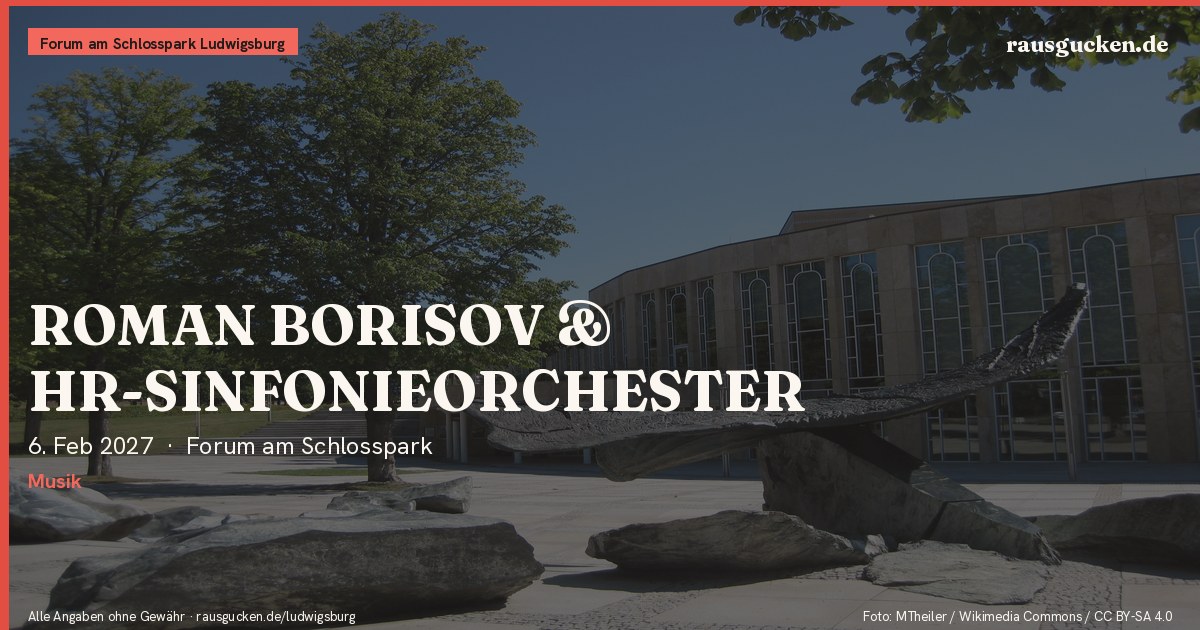 Forum am Schlosspark Ludwigsburg
rausgucken.de
ROMAN BORISOV &
HR-SINFONIEORCHESTER
6. Feb 2027 · Forum am Schlosspark
Musik
Alle Angaben ohne Gewähr · rausgucken.de/ludwigsburg
Foto: MTheiler / Wikimedia Commons / CC BY-SA 4.0